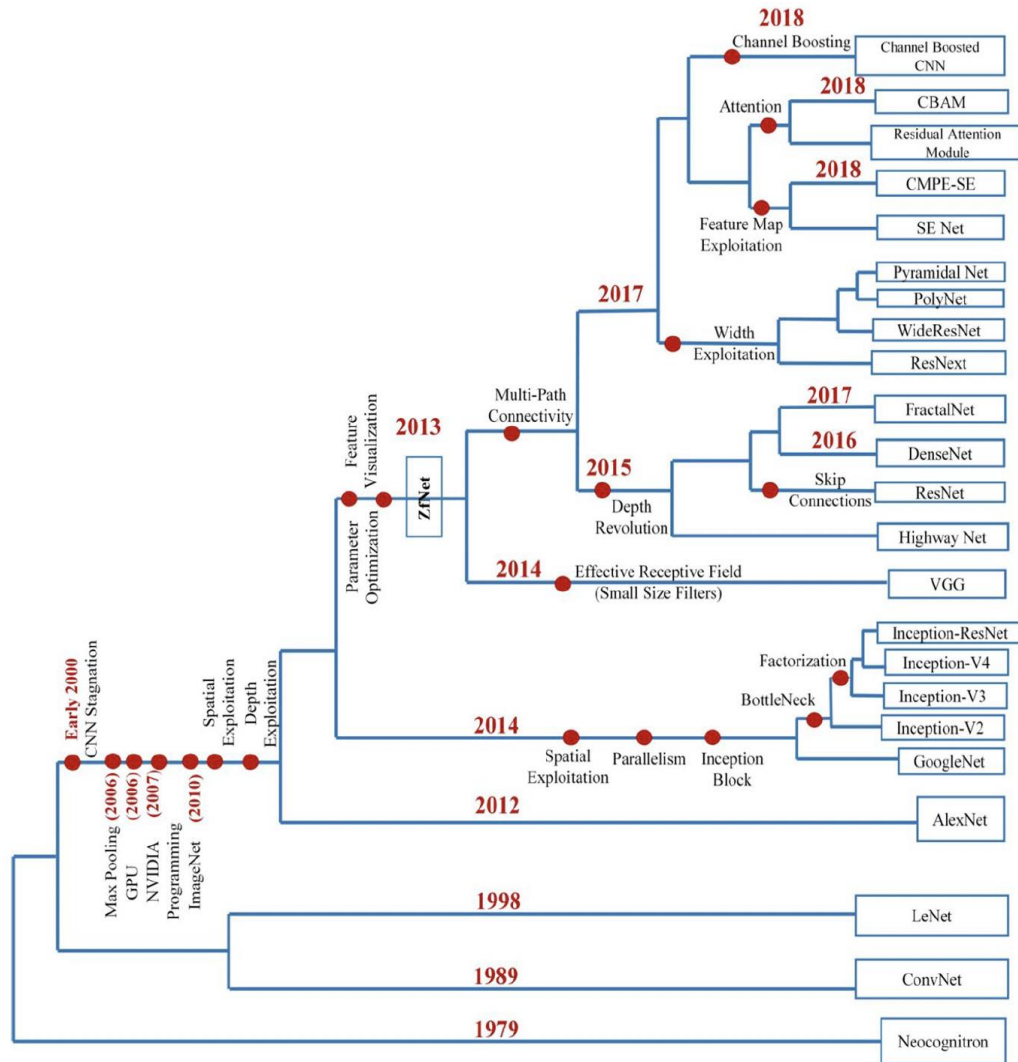 2018
Channel Boosting
Channel Boosted
CNN
2018
Attention
CBAM
Residual Attention
Module
2018
CMPE-SE
Feature Map
Exploitation
SE Net
Pyramidal Net
PolyNet
2017
Width
Exploitation
WideResNet
ResNext
Multi-Path
Connectivity
2017
FractalNet
2016
DenseNet
2015
Depth
Revolution
Skip
Connections
ResNet
Highway Net
Feature
Visualization
Parameter
Optimization
2013
ZfNet
2014
Effective Receptive Field
(Small Size Filters)
VGG
Inception-ResNet
Factorization
Inception-V4
Inception-V3
BottleNeck
Inception-V2
2014
Spatial
Exploitation
Parallelism
Inception
Block
GoogleNet
Early 2000
CNN Stagnation
Spatial
Exploitation
Depth
Exploitation
Max Pooling (2006)
GPU (2006)
NVIDIA (2007)
Programming
ImageNet (2010)
2012
AlexNet
1998
LeNet
1989
ConvNet
1979
Neocognitron